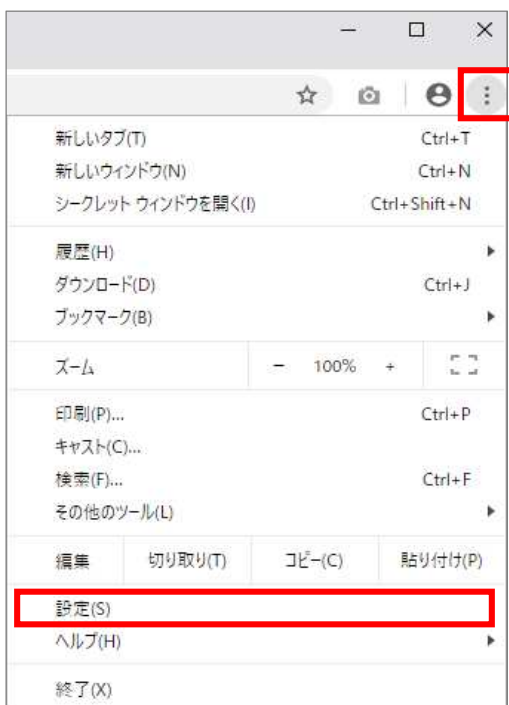 新しいタブ(T) Ctrl+T
新しいウィンドウ(N) Ctrl+N
シークレット ウィンドウを開く(I) Ctrl+Shift+N
履歴(H)
ダウンロード(D) Ctrl+J
ブックマーク(B)
ズーム − 100% +
印刷(P)... Ctrl+P
キャスト(C)...
検索(F)... Ctrl+F
その他のツール(L)
編集 切り取り(T) コピー(C) 貼り付け(P)
設定(S)
ヘルプ(H)
終了(X)